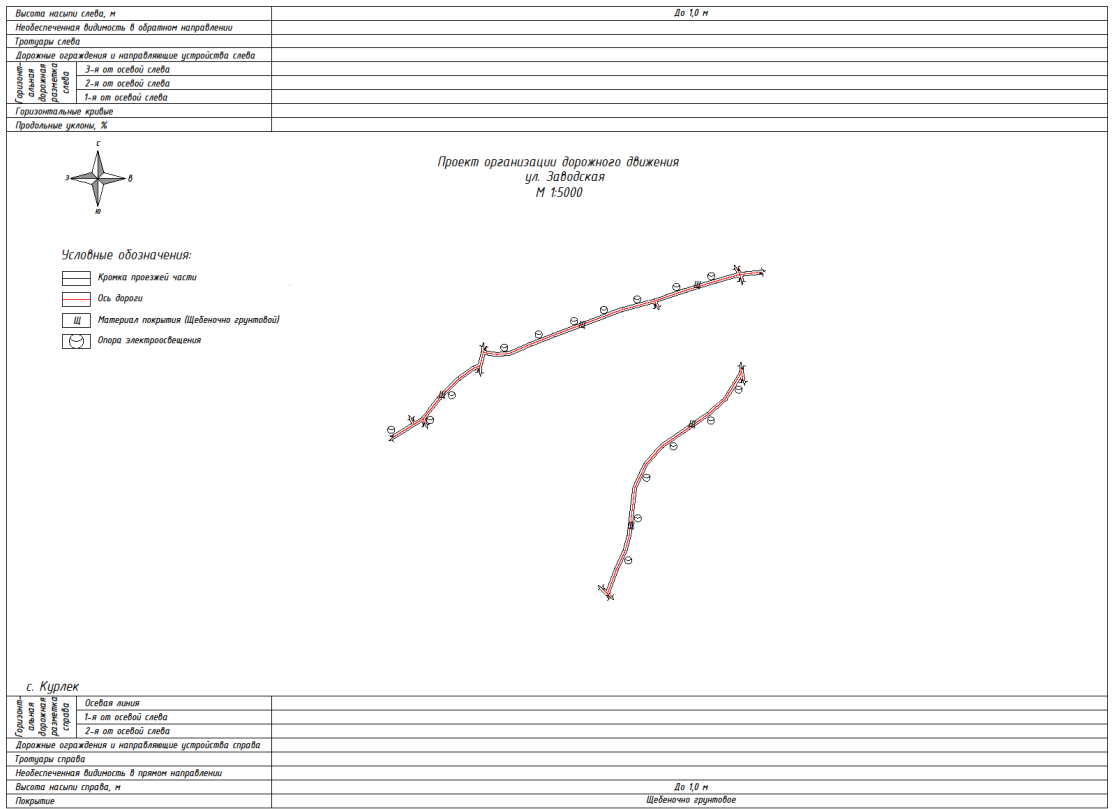 Высота насыпи слева, м До 1,0 м
Необеспеченная видимость в обратном направлении
Тротуары слева
Дорожные ограждения и направляющие устройства слева
Горизонт-
альная
дорожная
разметка
слева
3-я от осевой слева
2-я от осевой слева
1-я от осевой слева
Горизонтальные кривые
Продольные уклоны, %
с
з в
ю
Проект организации дорожного движения
ул. Заводская
М 1:5000
Условные обозначения:
Кромка проезжей части
Ось дороги
Щ Материал покрытия (Щебеночно грунтовой)
Опора электроосвещения
Щ
Щ
Щ
Щ
Щ
с. Курлек
Горизонт-
альная
дорожная
разметка
справа
Осевая линия
1-я от осевой слева
2-я от осевой слева
Дорожные ограждения и направляющие устройства справа
Тротуары справа
Необеспеченная видимость в прямом направлении
Высота насыпи справа, м До 1,0 м
Покрытие Щебеночно грунтовое